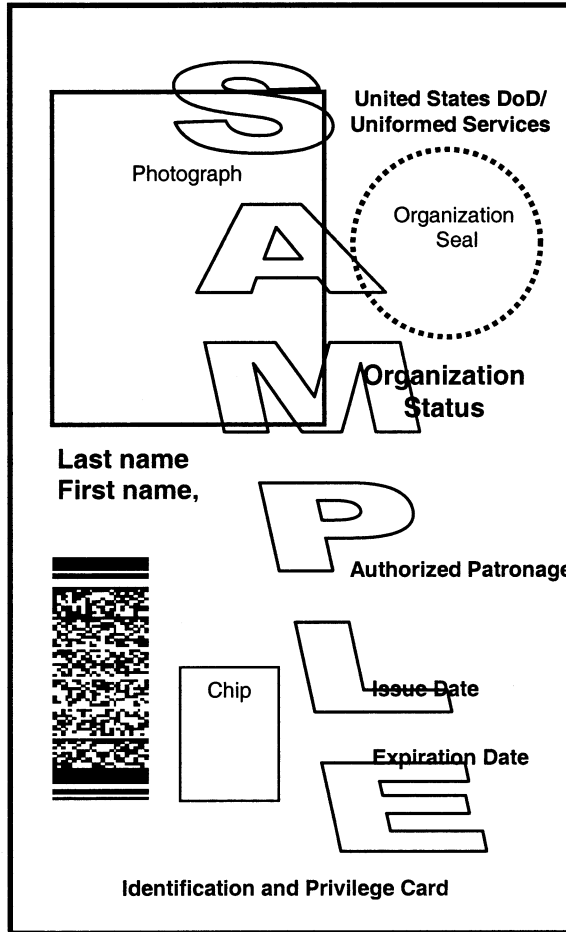 SAMPLE
United States DoD/
Uniformed Services
Photograph
Organization
Seal
Organization
Status
Last name
First name,
Authorized Patronage
Chip
Issue Date
Expiration Date
Identification and Privilege Card